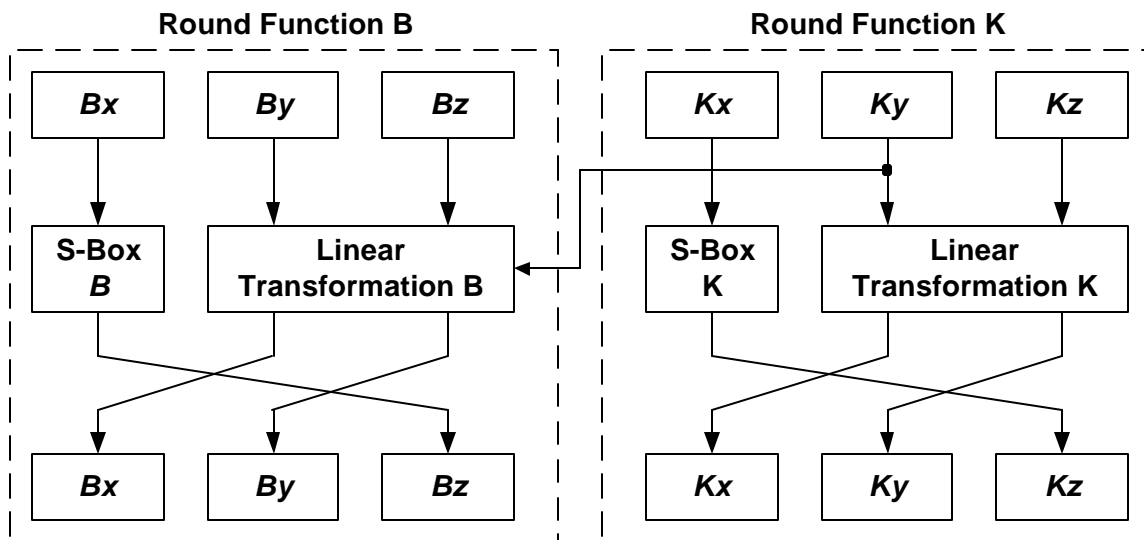 Round Function B
Round Function K
Bx By Bz
Kx Ky Kz
S-Box
B
Linear
Transformation B
S-Box
K
Linear
Transformation K
Bx By Bz
Kx Ky Kz